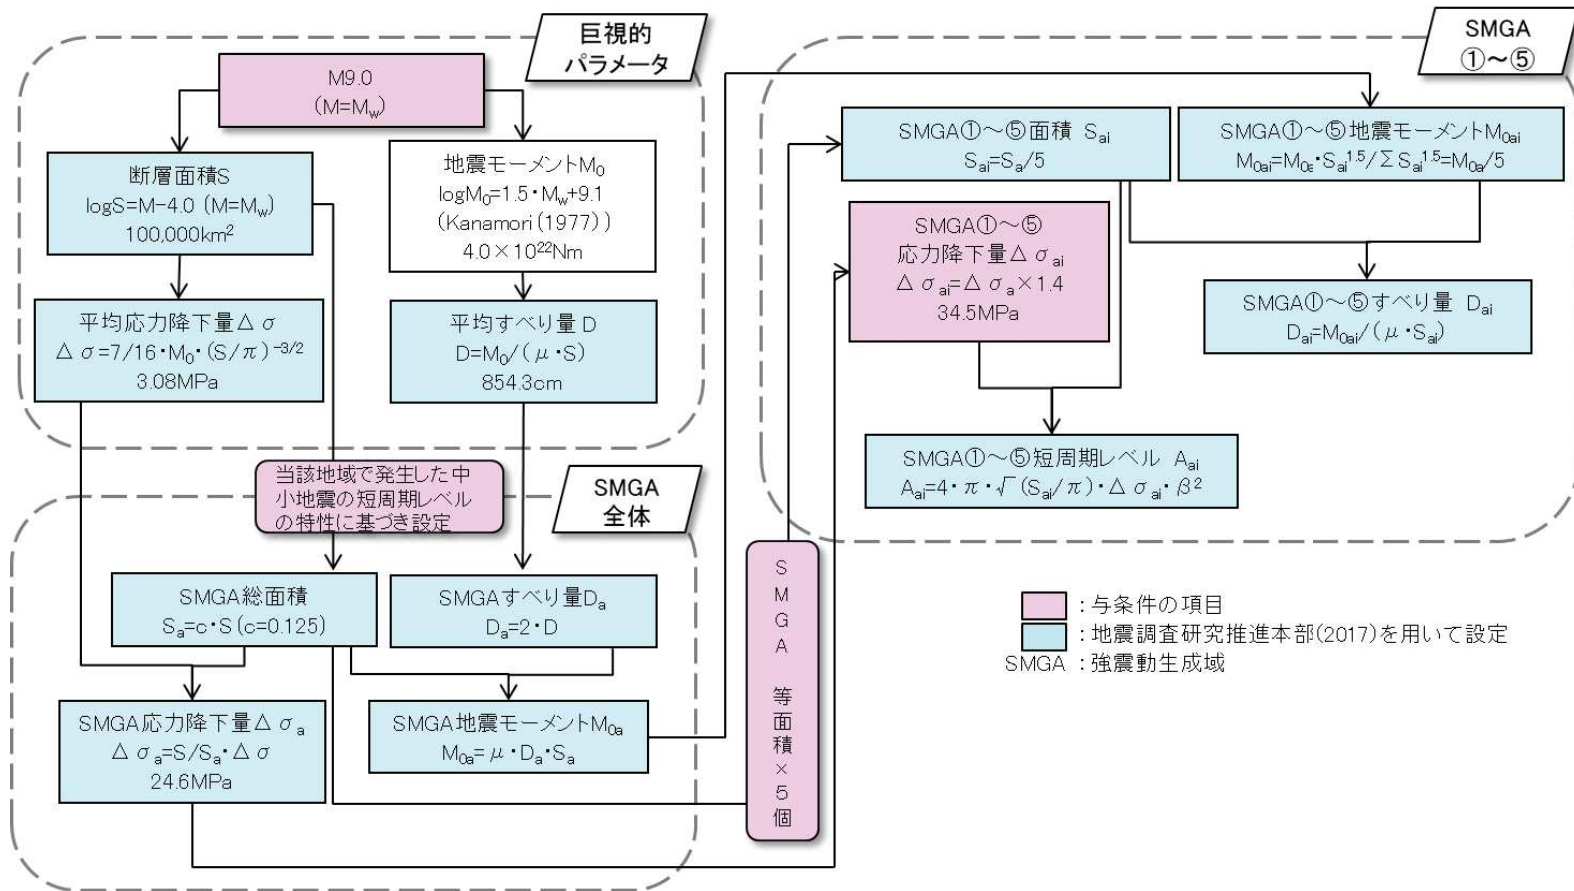 巨視的
パラメータ
M9.0
(M=Mw)
断層面積S
logS=M-4.0 (M=Mw)
100,000km²
地震モーメントM₀
logM₀=1.5・Mw+9.1
(Kanamori(1977))
4.0×10²²Nm
平均応力降下量Δσ
Δσ=7/16・M₀・(S/π)⁻³/²
3.08MPa
平均すべり量 D
D=M₀/(μ・S)
854.3cm
当該地域で発生した中
小地震の短周期レベル
の特性に基づき設定
SMGA
全体
SMGA総面積
Sa=c・S(c=0.125)
SMGAすべり量Da
Da=2・D
SMGA応力降下量Δσa
Δσa=S/Sa・Δσ
24.6MPa
SMGA地震モーメントM0a
M0a=μ・Da・Sa
SMGA 等面積×5個
SMGA
①～⑤
SMGA①～⑤面積 Sai
Sai=Sa/5
SMGA①～⑤地震モーメントM0ai
M0ai=M0a・Sai^1.5/ΣSai^1.5=M0a/5
SMGA①～⑤
応力降下量Δσai
Δσai=Δσa×1.4
34.5MPa
SMGA①～⑤すべり量 Dai
Dai=M0ai/(μ・Sai)
SMGA①～⑤短周期レベル Aai
Aai=4・π・√(Sai/π)・Δσai・β²
:与条件の項目
:地震調査研究推進本部(2017)を用いて設定
SMGA :強震動生成域